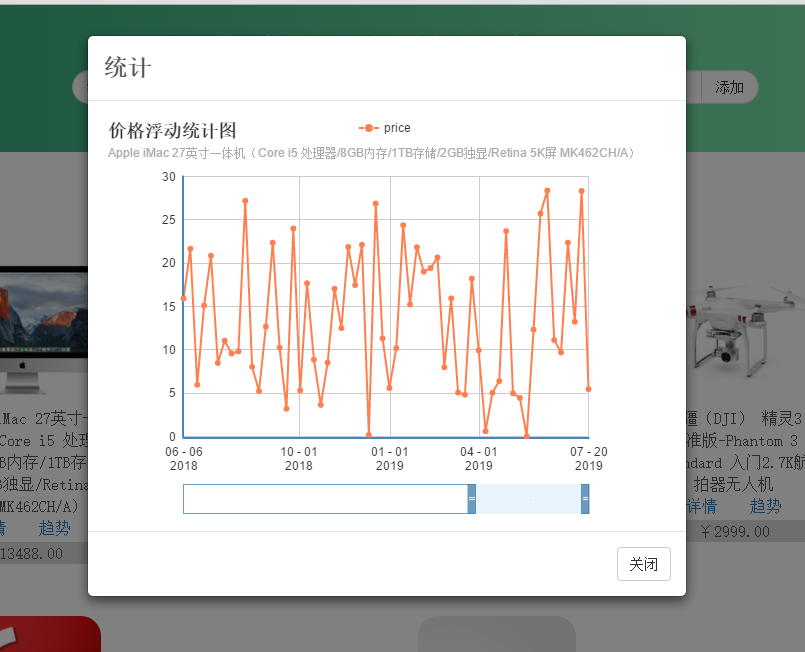 统计
添加
价格浮动统计图
price
Apple iMac 27英寸一体机（Core i5 处理器/8GB内存/1TB存储/2GB独显/Retina 5K屏 MK462CH/A）
30
25
20
15
10
5
0
06 - 06
2018
10 - 01
2018
01 - 01
2019
04 - 01
2019
07 - 20
2019
关闭
iMac 27英寸一
Core i5 处理
B内存/1TB存
独显/Retina
MK462CH/A)
情 趋势
13488.00
疆（DJI） 精灵3
准版-Phantom 3
ndard 入门2.7K航
拍器无人机
详情 趋势
￥2999.00